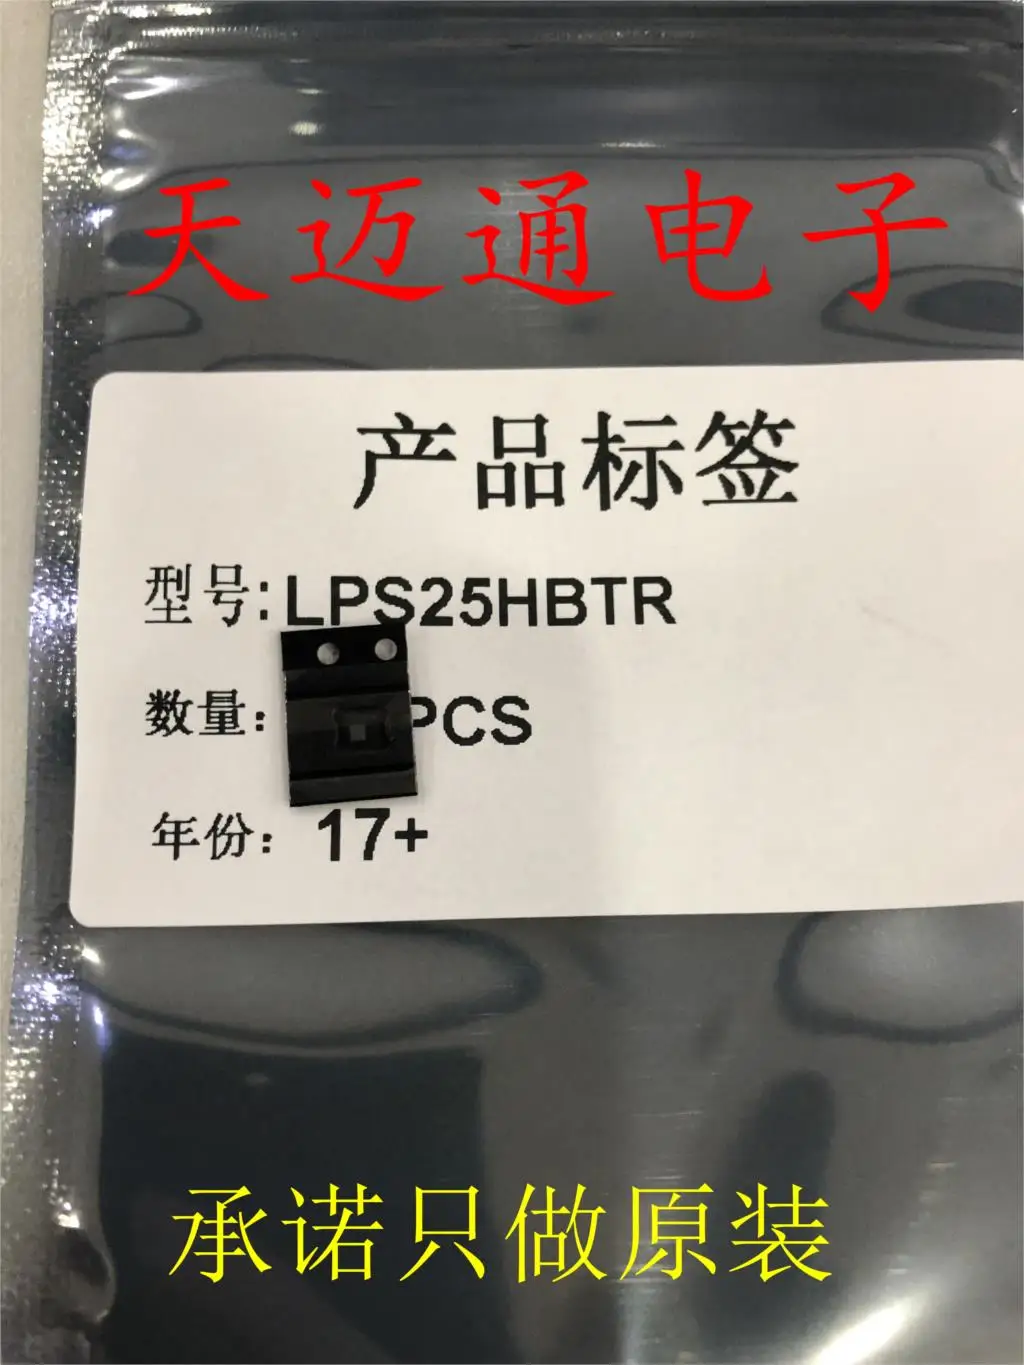 天迈通电子
产品标签
型号:LPS25HBTR
数量: PCS
年份: 17+
承诺只做原装